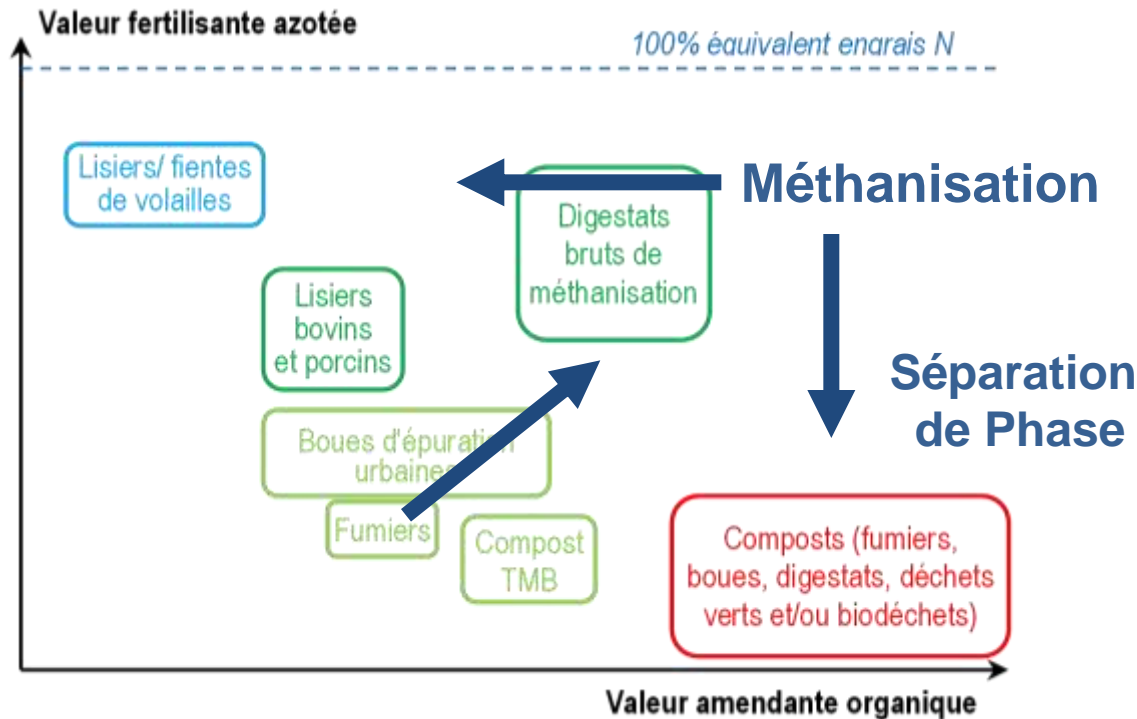 Valeur fertilisante azotée
100% équivalent engrais N
Lisiers/ fientes
de volailles
Méthanisation
Digestats
bruts de
méthanisation
Lisiers
bovins
et porcins
Séparation
de Phase
Boues d'épuration
urbaines
Fumiers
Compost
TMB
Composts (fumiers,
boues, digestats, déchets
verts et/ou biodéchets)
Valeur amendante organique